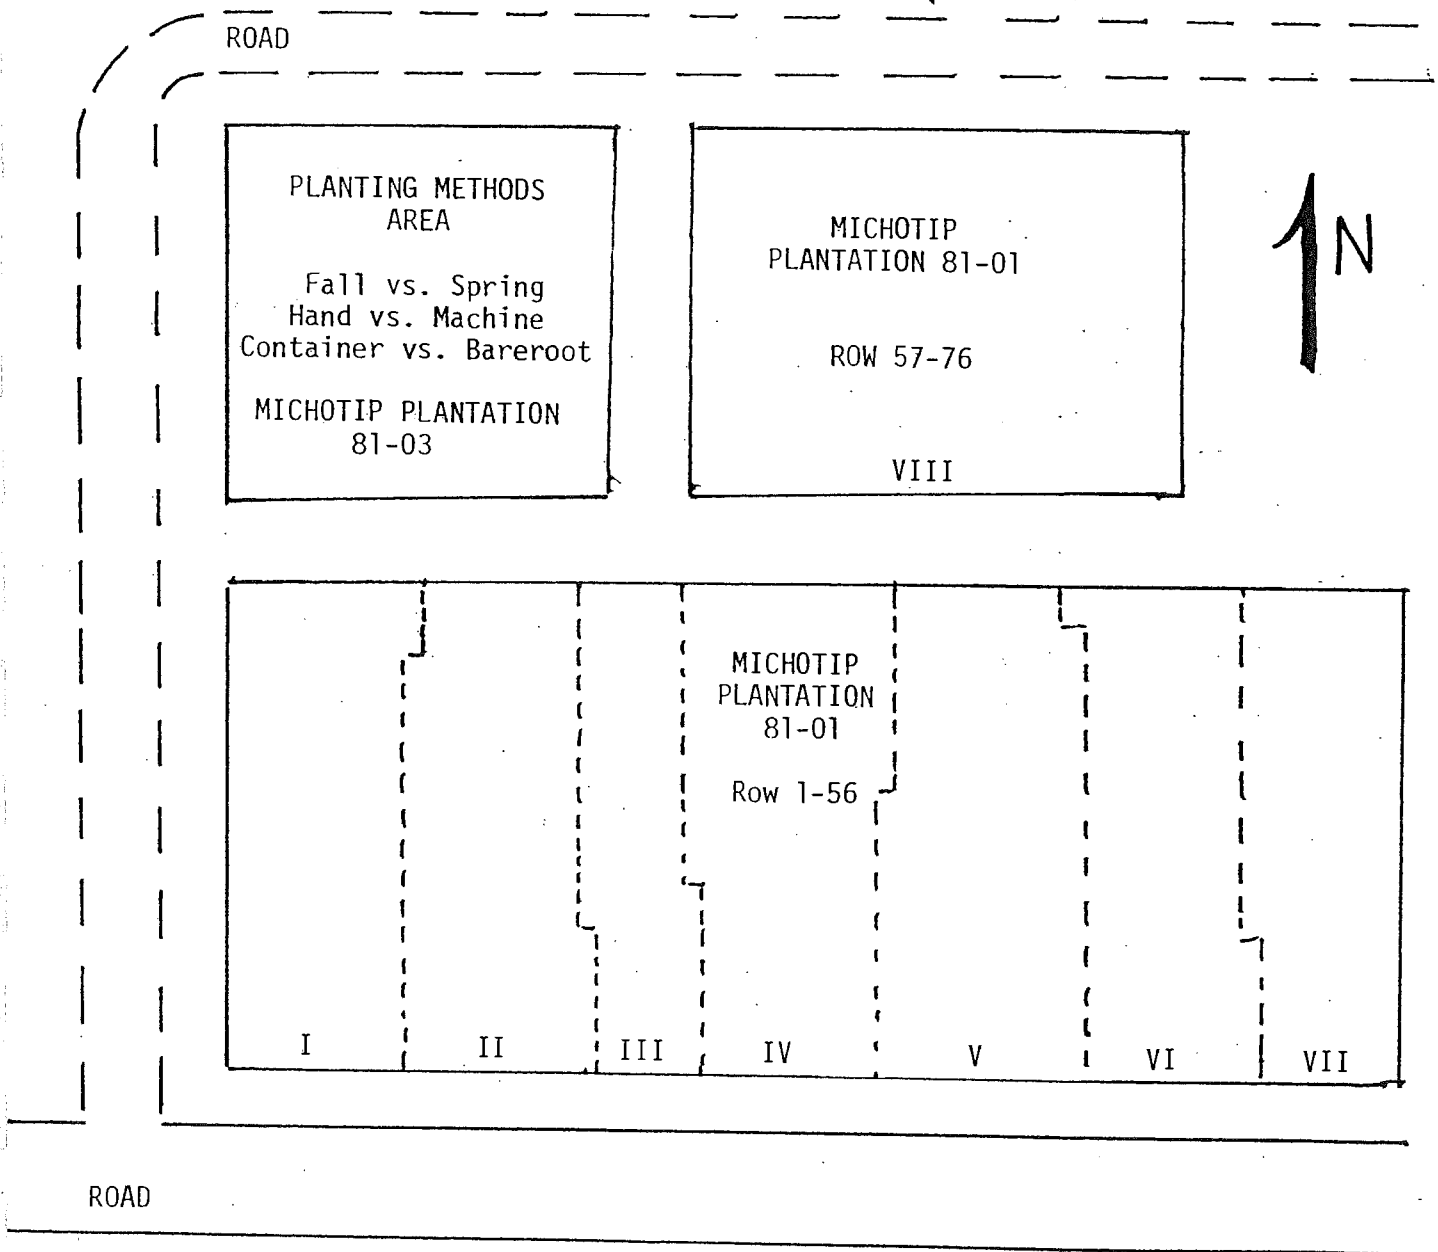 ROAD
PLANTING METHODS
AREA
Fall vs. Spring
Hand vs. Machine
Container vs. Bareroot
MICHOTIP PLANTATION
81-03
MICHOTIP
PLANTATION 81-01
ROW 57-76
VIII
N
MICHOTIP
PLANTATION
81-01
Row 1-56
I II III IV V VI VII
ROAD